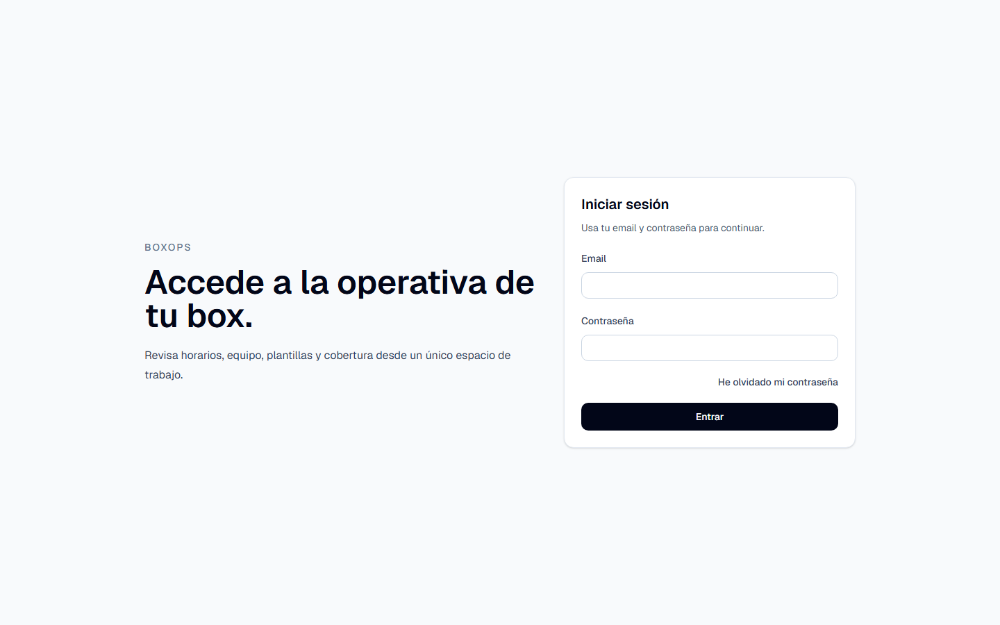 BOXOPS
Accede a la operativa de
tu box.
Revisa horarios, equipo, plantillas y cobertura desde un único espacio de
trabajo.
Iniciar sesión
Usa tu email y contraseña para continuar.
Email
Contraseña
He olvidado mi contraseña
Entrar